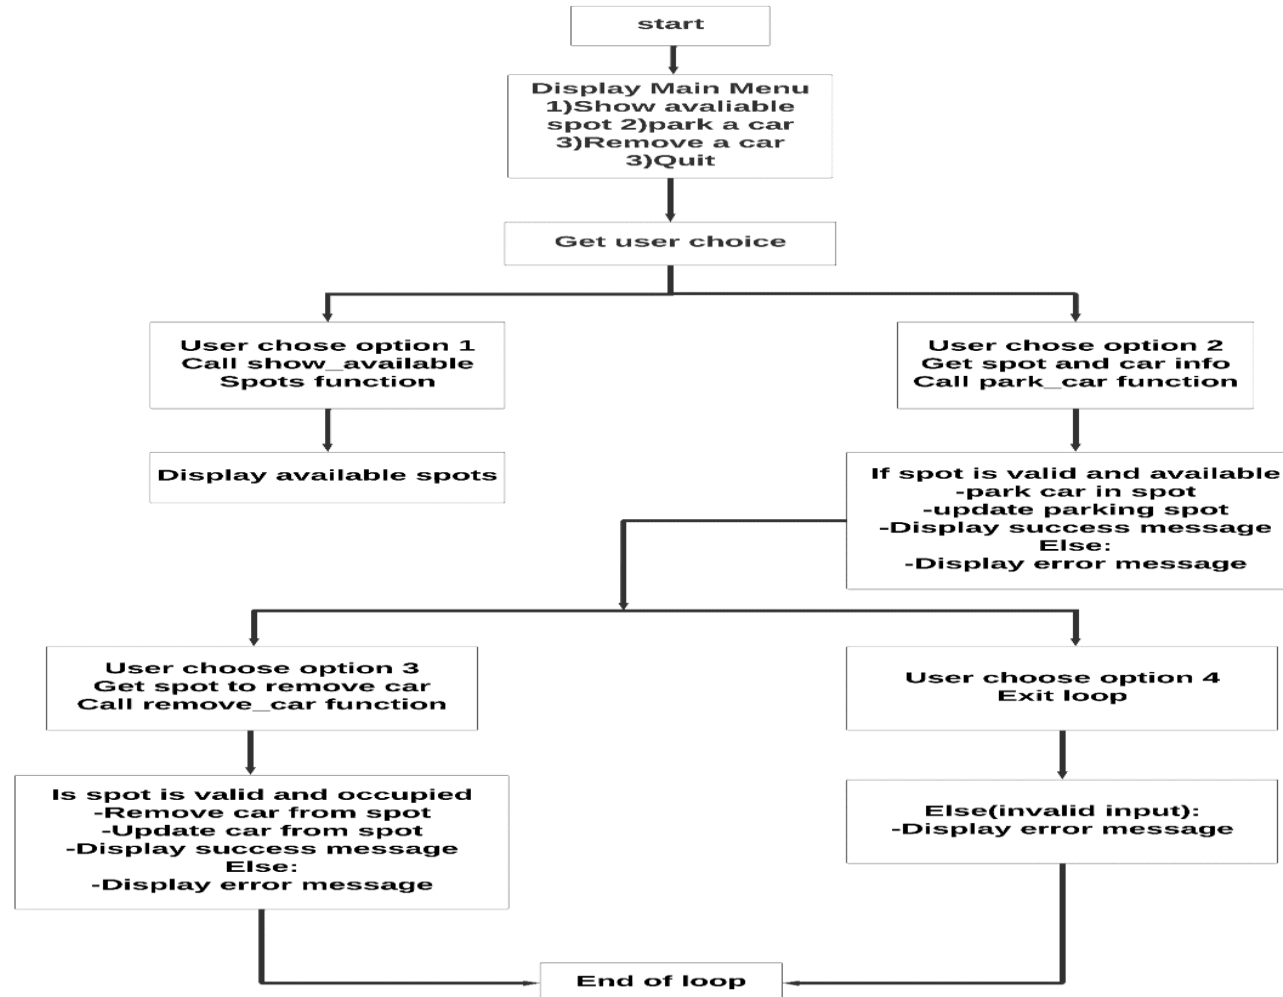 start
Display Main Menu
1)Show avaliable
spot 2)park a car
3)Remove a car
3)Quit
Get user choice
User chose option 1
Call show_available
Spots function
User chose option 2
Get spot and car info
Call park_car function
Display available spots
If spot is valid and available
-park car in spot
-update parking spot
-Display success message
Else:
-Display error message
User choose option 3
Get spot to remove car
Call remove_car function
User choose option 4
Exit loop
Is spot is valid and occupied
-Remove car from spot
-Update car from spot
-Display success message
Else:
-Display error message
Else(invalid input):
-Display error message
End of loop